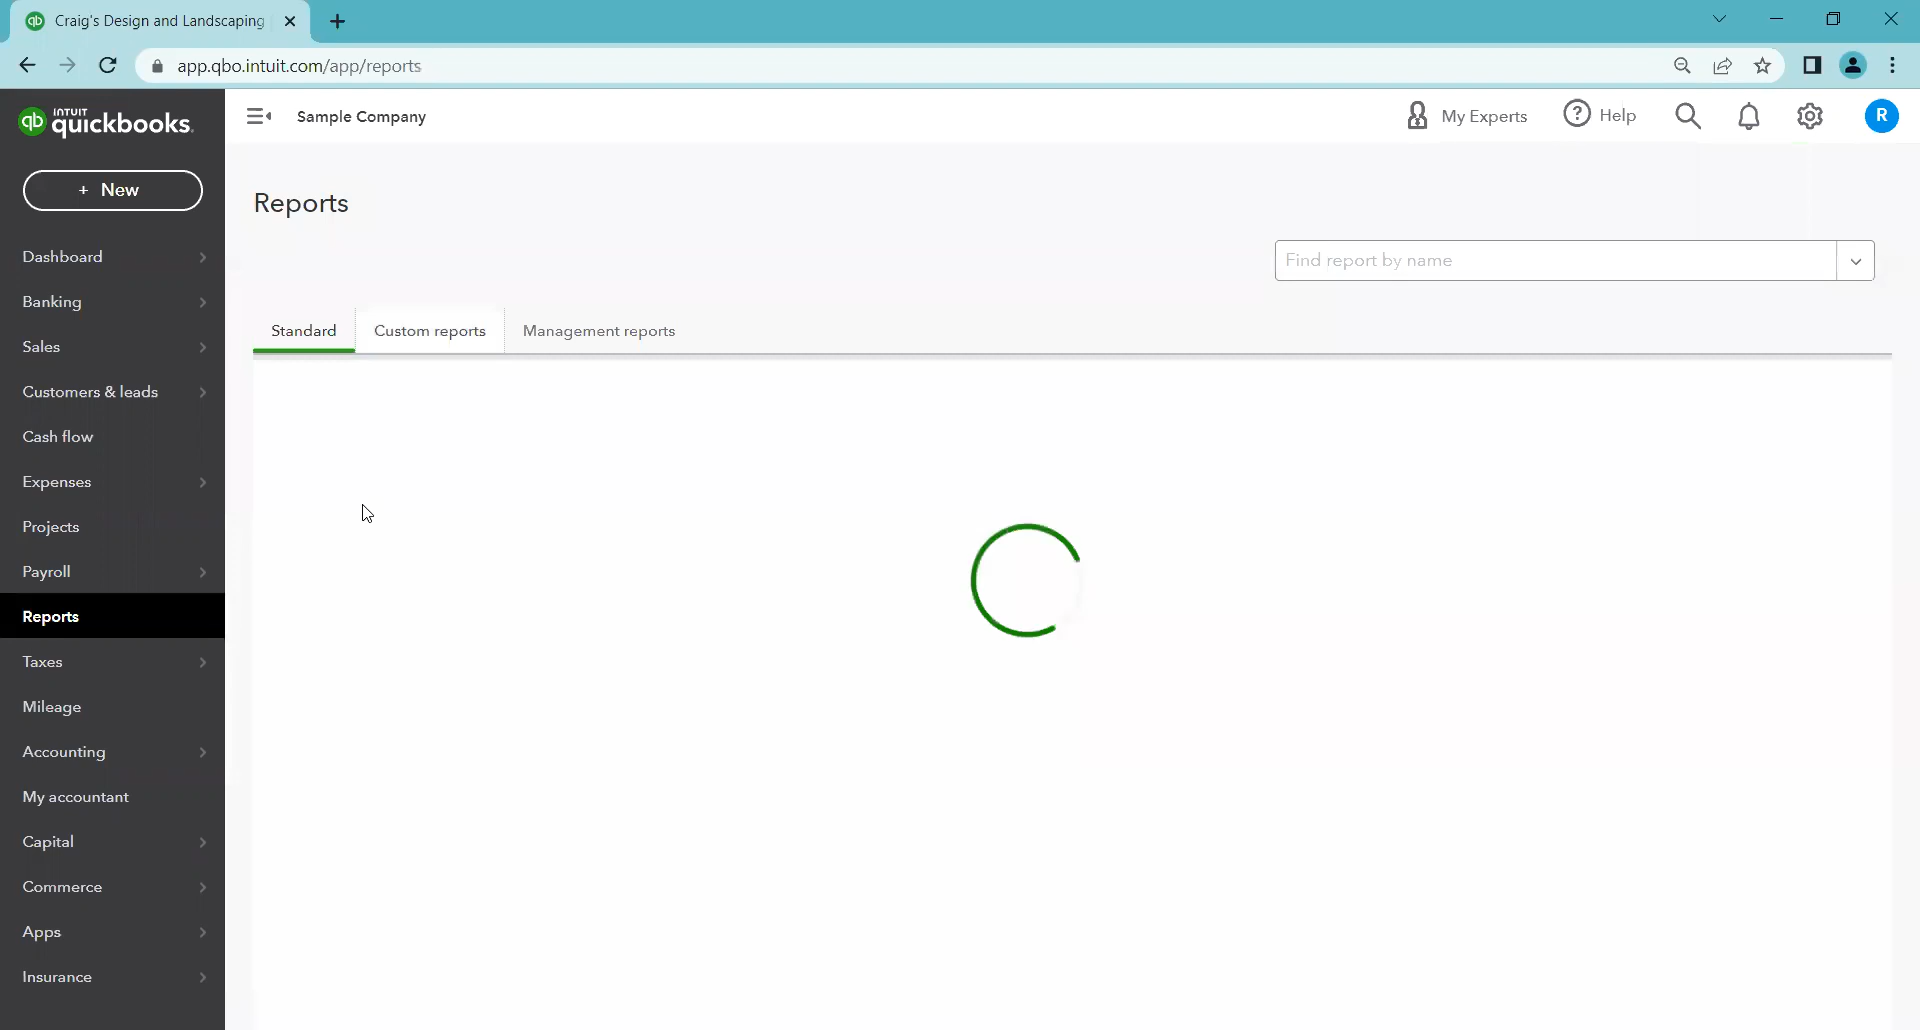 Craig's Design and Landscaping
app.qbo.intuit.com/app/reports
INTUIT
quickbooks.
Sample Company
My Experts
Help
R
+ New
Reports
Find report by name
Dashboard
Banking
Sales
Customers & leads
Cash flow
Expenses
Projects
Payroll
Reports
Taxes
Mileage
Accounting
My accountant
Capital
Commerce
Apps
Insurance
Standard
Custom reports
Management reports